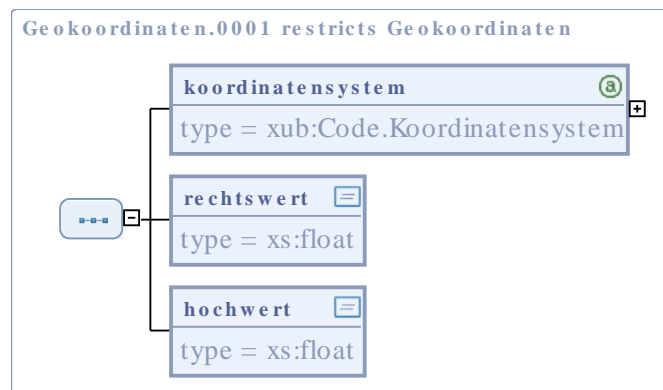 Geokoordinaten.0001 restricts Geokoordinaten
koordinatensystem
type = xub:Code.Koordinatensystem
rechtswert
type = xs:float
hochwert
type = xs:float